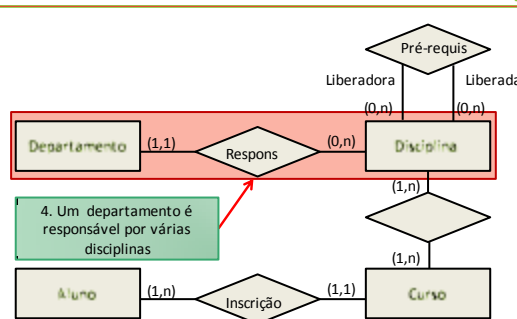 Pré-requis
Liberadora
Liberada
(0,n)
(0,n)
Departamento
(1,1)
Respons
(0,n)
Disciplina
(1,n)
4. Um departamento é
responsável por várias
disciplinas
(1,n)
Aluno
(1,n)
Inscrição
(1,1)
Curso